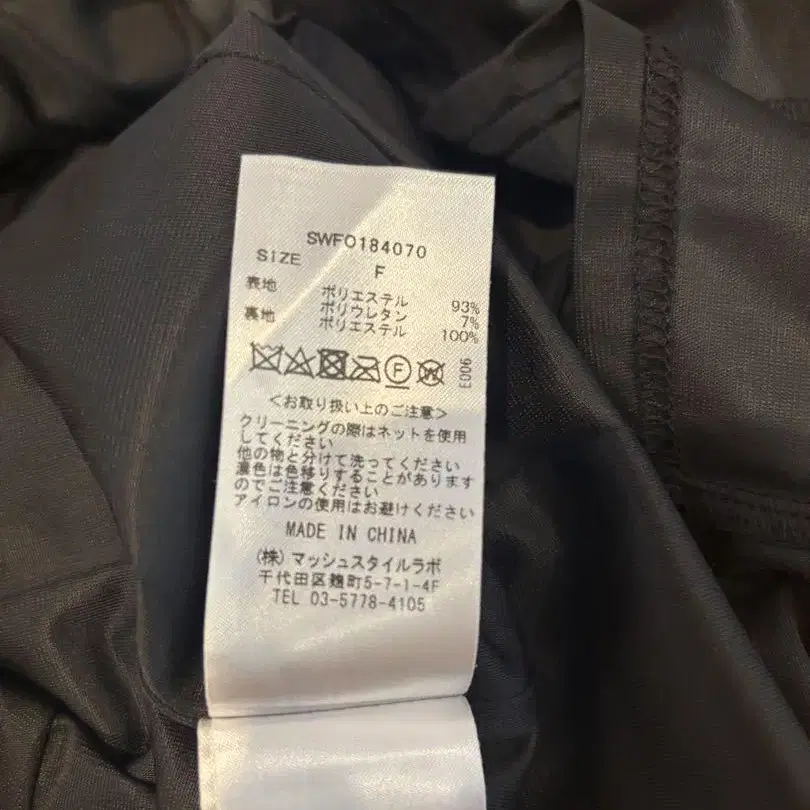 SWFO184070
SIZE
F
表地 ポリエステル 93%
ポリウレタン 7%
裏地 ポリエステル 100%
F W E006
<お取り扱い上のご注意>
クリーニングの際はネットを使用
してください
他の物と分けて洗ってください
濃色は色移りすることがあります
のでご注意ください
アイロンの使用はお避けください
MADE IN CHINA
(株)マッシュスタイルラボ
千代田区麹町5-7-1-4F
TEL 03-5778-4105